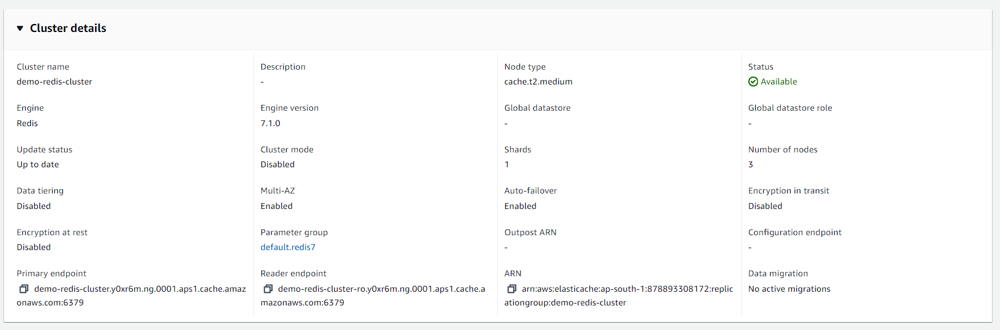 Cluster details
Cluster name
demo-redis-cluster
Description
-
Node type
cache.t2.medium
Status
Available
Engine
Redis
Engine version
7.1.0
Global datastore
-
Global datastore role
-
Update status
Up to date
Cluster mode
Disabled
Shards
1
Number of nodes
3
Data tiering
Disabled
Multi-AZ
Enabled
Auto-failover
Enabled
Encryption in transit
Disabled
Encryption at rest
Disabled
Parameter group
default.redis7
Outpost ARN
-
Configuration endpoint
-
Primary endpoint
demo-redis-cluster.y0xr6m.ng.0001.aps1.cache.amaz
onaws.com:6379
Reader endpoint
demo-redis-cluster-ro.y0xr6m.ng.0001.aps1.cache.a
mazonaws.com:6379
ARN
arn:aws:elasticache:ap-south-1:878893308172:replic
ationgroup:demo-redis-cluster
Data migration
No active migrations